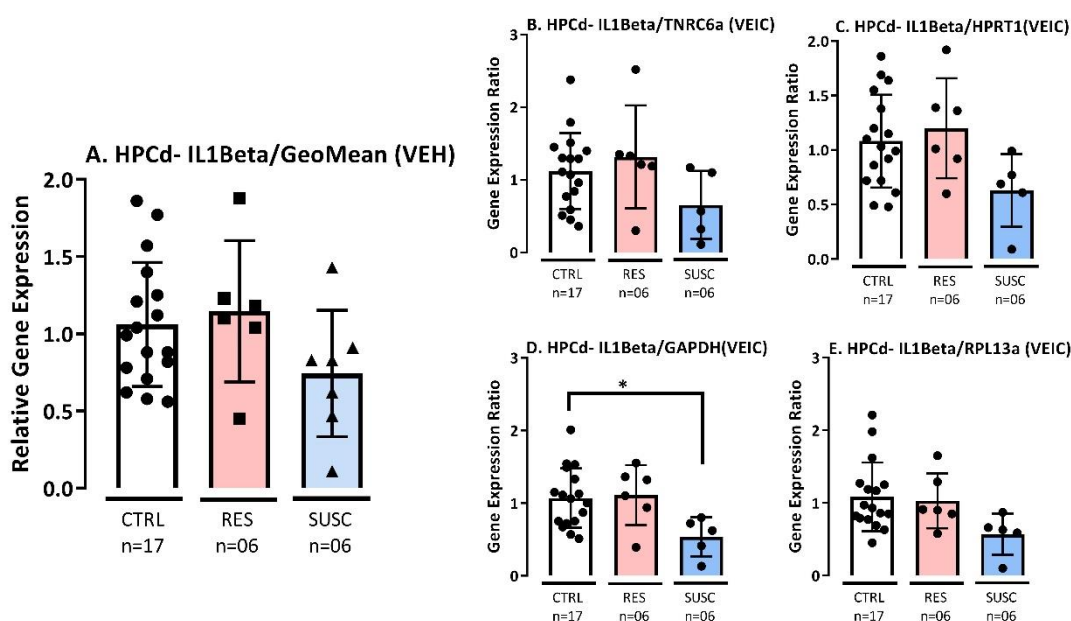 A. HPCd- IL1Beta/GeoMean (VEH)
Relative Gene Expression
2.0
1.5
1.0
0.5
0.0
CTRL RES SUSC
n=17 n=06 n=06
B. HPCd- IL1Beta/TNRC6a (VEIC)
Gene Expression Ratio
3
2
1
0
CTRL RES SUSC
n=17 n=06 n=06
C. HPCd- IL1Beta/HPRT1(VEIC)
Gene Expression Ratio
2.0
1.5
1.0
0.5
0.0
CTRL RES SUSC
n=17 n=06 n=06
D. HPCd- IL1Beta/GAPDH(VEIC)
Gene Expression Ratio
3
2
1
0
*
CTRL RES SUSC
n=17 n=06 n=06
E. HPCd- IL1Beta/RPL13a (VEIC)
Gene Expression Ratio
3
2
1
0
CTRL RES SUSC
n=17 n=06 n=06